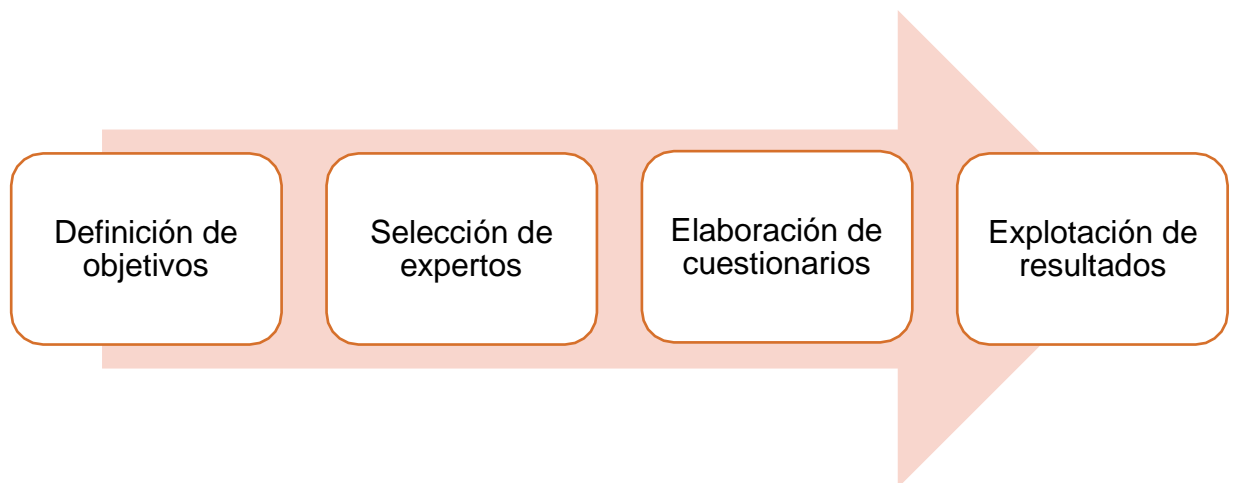 Definición de
objetivos
Selección de
expertos
Elaboración de
cuestionarios
Explotación de
resultados